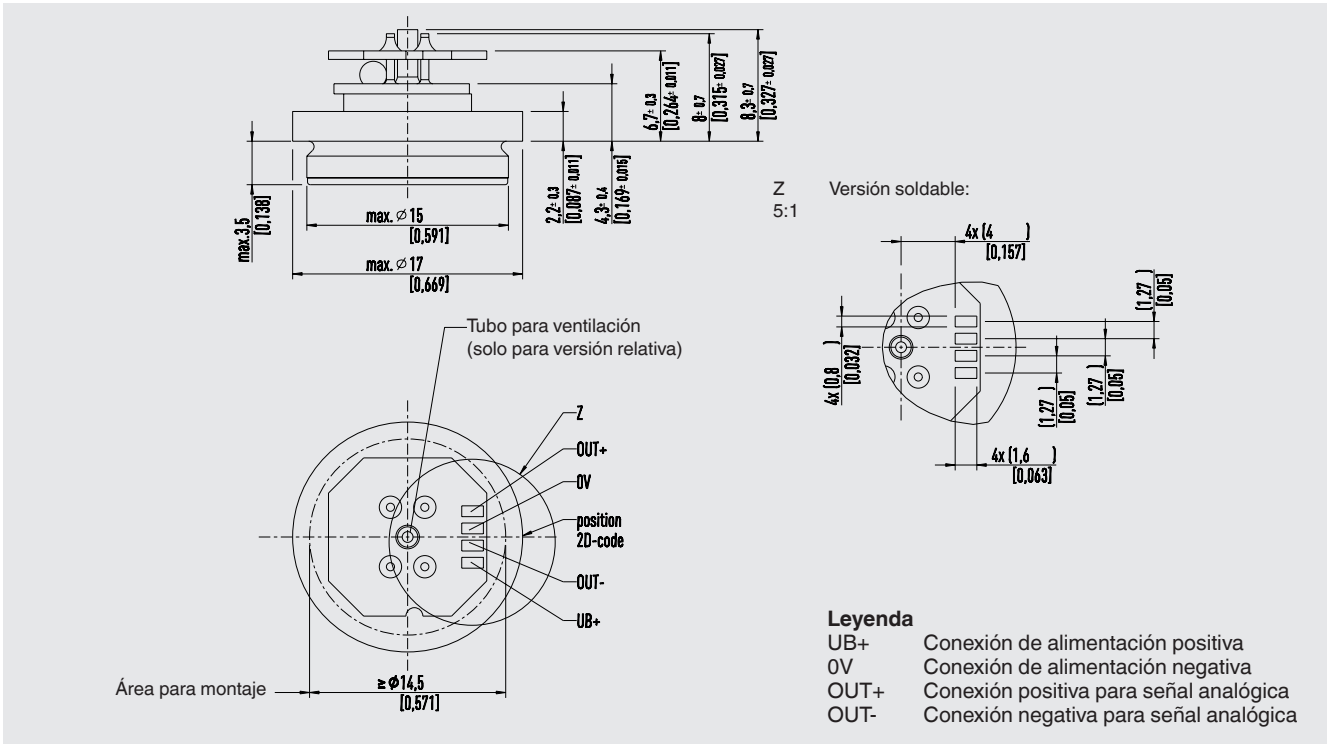 6,7± 0,3
[0,264± 0,011]
8± 0,7
[0,315± 0,027]
8,3± 0,7
[0,327± 0,027]
2,2± 0,3
[0,087± 0,011]
4,3± 0,4
[0,169± 0,015]
max.3,5
[0,138]
max. ⌀ 15
[0,591]
max. ⌀ 17
[0,669]
Z Versión soldable:
5:1
4x (4 )
[0,157]
(1,27 )
[0,05]
(1,27 )
[0,05]
(1,27 )
[0,05]
4x (0,8 )
[0,032]
4x (1,6 )
[0,063]
Tubo para ventilación
(solo para versión relativa)
Z
OUT+
0V
position
2D-code
OUT-
UB+
Área para montaje
≥ ⌀14,5
[0,571]
Leyenda
UB+ Conexión de alimentación positiva
0V Conexión de alimentación negativa
OUT+ Conexión positiva para señal analógica
OUT- Conexión negativa para señal analógica